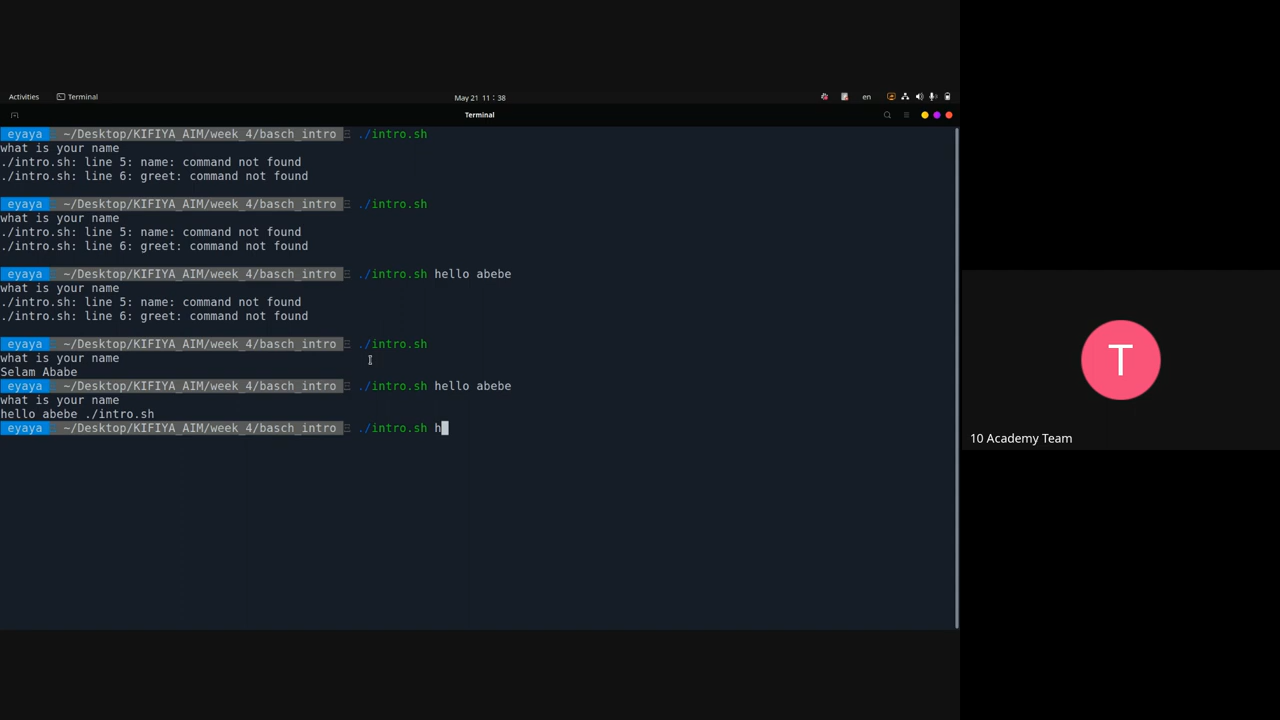 Activities Terminal May 21 11:38 en
Terminal
eyaya ~/Desktop/KIFIYA_AIM/week_4/basch_intro ./intro.sh
what is your name
./intro.sh: line 5: name: command not found
./intro.sh: line 6: greet: command not found
eyaya ~/Desktop/KIFIYA_AIM/week_4/basch_intro ./intro.sh
what is your name
./intro.sh: line 5: name: command not found
./intro.sh: line 6: greet: command not found
eyaya ~/Desktop/KIFIYA_AIM/week_4/basch_intro ./intro.sh hello abebe
what is your name
./intro.sh: line 5: name: command not found
./intro.sh: line 6: greet: command not found
eyaya ~/Desktop/KIFIYA_AIM/week_4/basch_intro ./intro.sh
what is your name
Selam Ababe
eyaya ~/Desktop/KIFIYA_AIM/week_4/basch_intro ./intro.sh hello abebe
what is your name
hello abebe ./intro.sh
eyaya ~/Desktop/KIFIYA_AIM/week_4/basch_intro ./intro.sh h
T
10 Academy Team